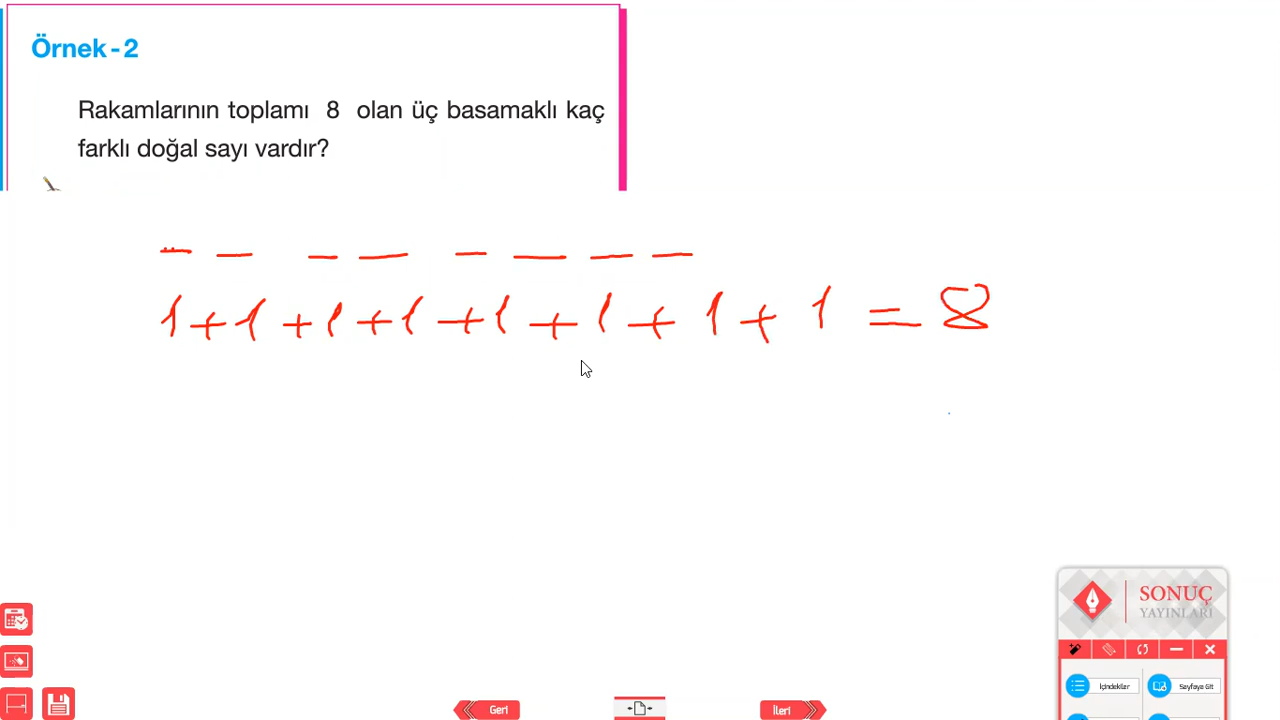 Örnek - 2
Rakamlarının toplamı 8 olan üç basamaklı kaç
farklı doğal sayı vardır?
1+1+1+1+1+1+1+1=8
SONUÇ
YAYINLARI
İçindekiler
Sayfaya Git
Geri
İleri